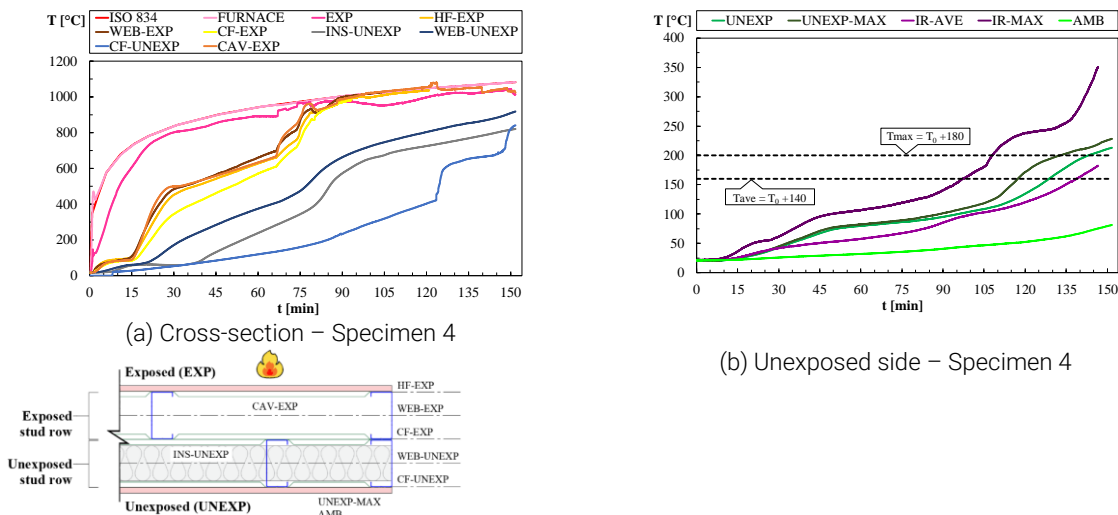 T [°C]
ISO 834 FURNACE EXP HF-EXP
WEB-EXP CF-EXP INS-UNEXP WEB-UNEXP
CF-UNEXP CAV-EXP
1200
1000
800
600
400
200
0
0 15 30 45 60 75 90 105 120 135 150
t [min]
(a) Cross-section – Specimen 4
T [°C]
UNEXP UNEXP-MAX IR-AVE IR-MAX AMB
400
350
300
250
200
150
100
50
0
Tmax = T0 +180
Tave = T0 +140
0 15 30 45 60 75 90 105 120 135 150
t [min]
(b) Unexposed side – Specimen 4
Exposed (EXP)
HF-EXP
CAV-EXP
WEB-EXP
Exposed
stud row
CF-EXP
INS-UNEXP
WEB-UNEXP
Unexposed
stud row
CF-UNEXP
Unexposed (UNEXP)
UNEXP-MAX
AMB